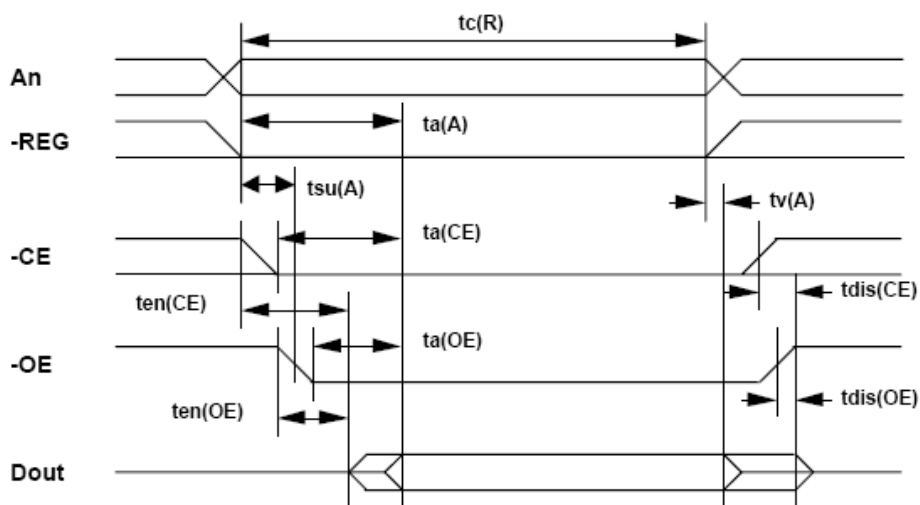 tc(R)
An
ta(A)
-REG
tsu(A)
tv(A)
ta(CE)
-CE
ten(CE)
tdis(CE)
ta(OE)
-OE
ten(OE)
tdis(OE)
Dout